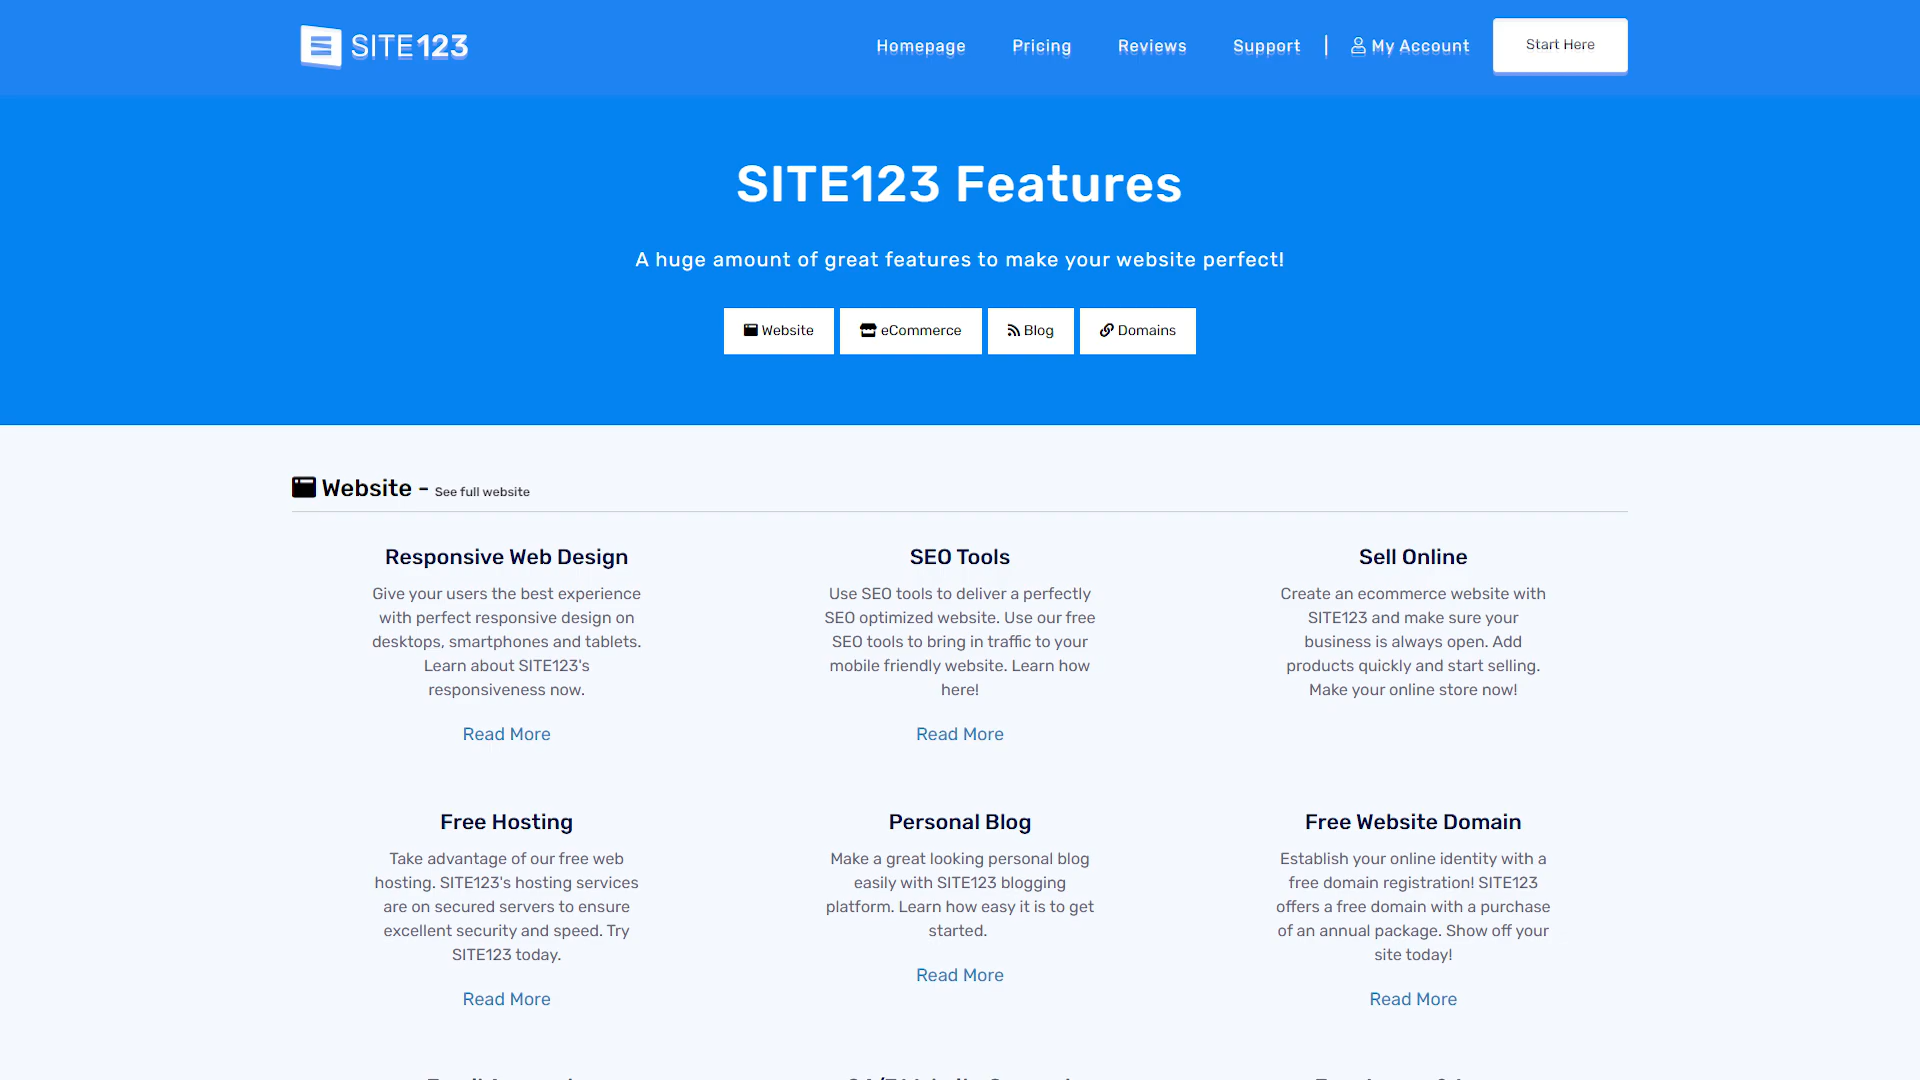 SITE123
Homepage
Pricing
Reviews
Support
My Account
Start Here
SITE123 Features
A huge amount of great features to make your website perfect!
Website
eCommerce
Blog
Domains
Website - See full website
Responsive Web Design
Give your users the best experience
with perfect responsive design on
desktops, smartphones and tablets.
Learn about SITE123's
responsiveness now.
Read More
SEO Tools
Use SEO tools to deliver a perfectly
SEO optimized website. Use our free
SEO tools to bring in traffic to your
mobile friendly website. Learn how
here!
Read More
Sell Online
Create an ecommerce website with
SITE123 and make sure your
business is always open. Add
products quickly and start selling.
Make your online store now!
Free Hosting
Take advantage of our free web
hosting. SITE123's hosting services
are on secured servers to ensure
excellent security and speed. Try
SITE123 today.
Read More
Personal Blog
Make a great looking personal blog
easily with SITE123 blogging
platform. Learn how easy it is to get
started.
Read More
Free Website Domain
Establish your online identity with a
free domain registration! SITE123
offers a free domain with a purchase
of an annual package. Show off your
site today!
Read More